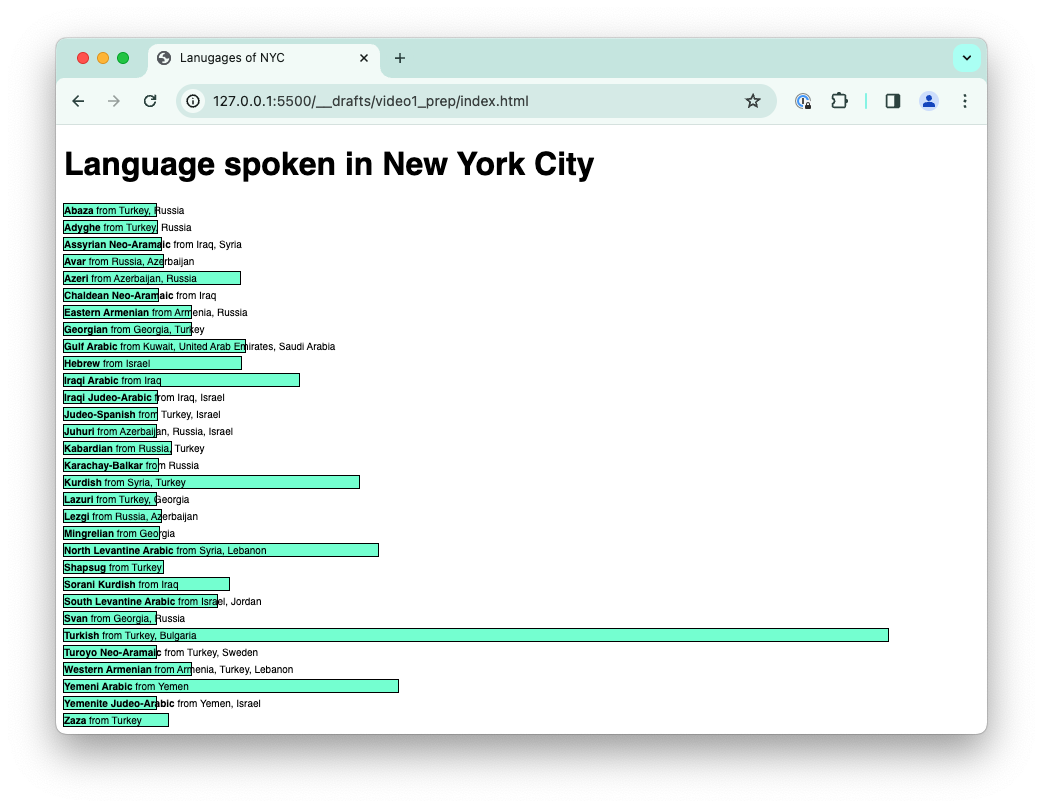 Lanugages of NYC
127.0.0.1:5500/__drafts/video1_prep/index.html
Language spoken in New York City
Abaza from Turkey, Russia
Adyghe from Turkey, Russia
Assyrian Neo-Aramaic from Iraq, Syria
Avar from Russia, Azerbaijan
Azeri from Azerbaijan, Russia
Chaldean Neo-Aramaic from Iraq
Eastern Armenian from Armenia, Russia
Georgian from Georgia, Turkey
Gulf Arabic from Kuwait, United Arab Emirates, Saudi Arabia
Hebrew from Israel
Iraqi Arabic from Iraq
Iraqi Judeo-Arabic from Iraq, Israel
Judeo-Spanish from Turkey, Israel
Juhuri from Azerbaijan, Russia, Israel
Kabardian from Russia, Turkey
Karachay-Balkar from Russia
Kurdish from Syria, Turkey
Lazuri from Turkey, Georgia
Lezgi from Russia, Azerbaijan
Mingrelian from Georgia
North Levantine Arabic from Syria, Lebanon
Shapsug from Turkey
Sorani Kurdish from Iraq
South Levantine Arabic from Israel, Jordan
Svan from Georgia, Russia
Turkish from Turkey, Bulgaria
Turoyo Neo-Aramaic from Turkey, Sweden
Western Armenian from Armenia, Turkey, Lebanon
Yemeni Arabic from Yemen
Yemenite Judeo-Arabic from Yemen, Israel
Zaza from Turkey